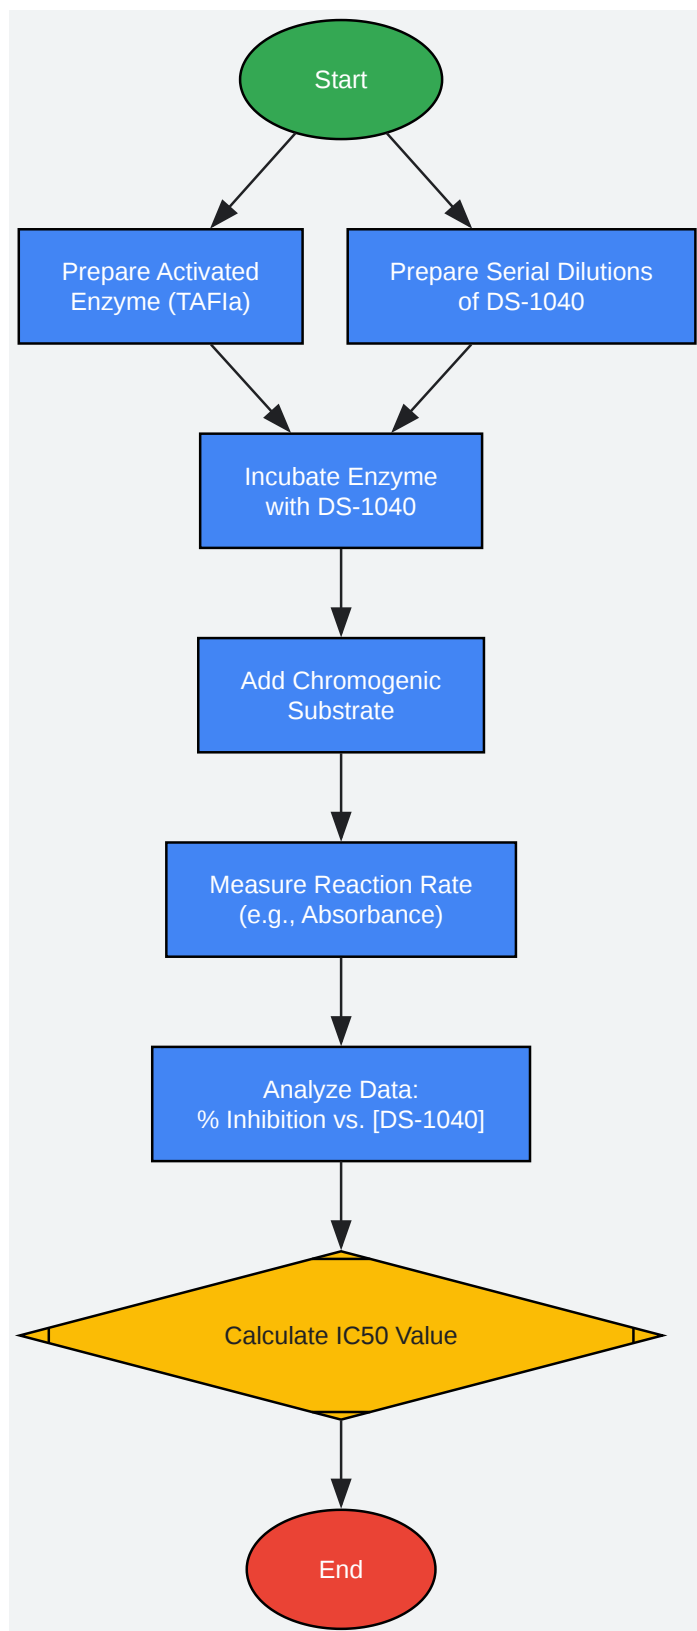 Start
Prepare Activated
Enzyme (TAFIa)
Prepare Serial Dilutions
of DS-1040
Incubate Enzyme
with DS-1040
Add Chromogenic
Substrate
Measure Reaction Rate
(e.g., Absorbance)
Analyze Data:
% Inhibition vs. [DS-1040]
Calculate IC50 Value
End